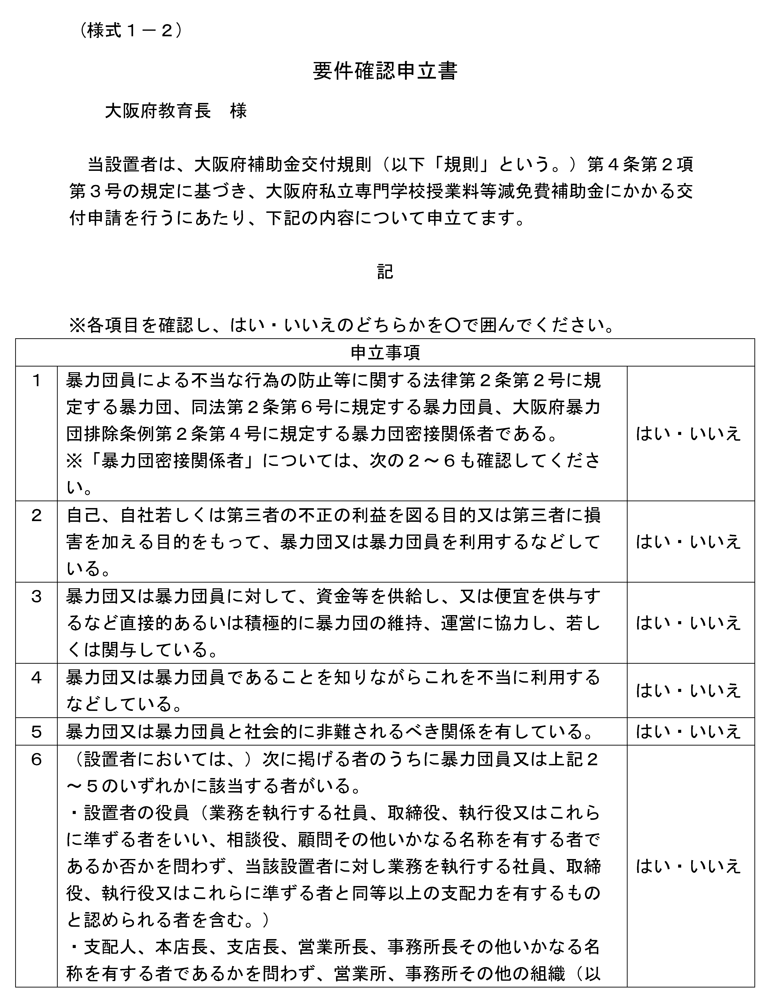 （様式１－２）
要件確認申立書
大阪府教育長　様
当設置者は、大阪府補助金交付規則（以下「規則」という。）第４条第２項
第３号の規定に基づき、大阪府私立専門学校授業料等減免費補助金にかかる交
付申請を行うにあたり、下記の内容について申立てます。
記
※各項目を確認し、はい・いいえのどちらかを〇で囲んでください。
申立事項
１
暴力団員による不当な行為の防止等に関する法律第２条第２号に規
定する暴力団、同法第２条第６号に規定する暴力団員、大阪府暴力
団排除条例第２条第４号に規定する暴力団密接関係者である。
※「暴力団密接関係者」については、次の２～６も確認してくださ
い。
はい・いいえ
２
自己、自社若しくは第三者の不正の利益を図る目的又は第三者に損
害を加える目的をもって、暴力団又は暴力団員を利用するなどして
いる。
はい・いいえ
３
暴力団又は暴力団員に対して、資金等を供給し、又は便宜を供与す
るなど直接的あるいは積極的に暴力団の維持、運営に協力し、若し
くは関与している。
はい・いいえ
４
暴力団又は暴力団員であることを知りながらこれを不当に利用する
などしている。
はい・いいえ
５
暴力団又は暴力団員と社会的に非難されるべき関係を有している。
はい・いいえ
６
（設置者においては、）次に掲げる者のうちに暴力団員又は上記２
～５のいずれかに該当する者がいる。
・設置者の役員（業務を執行する社員、取締役、執行役又はこれら
に準ずる者をいい、相談役、顧問その他いかなる名称を有する者で
あるか否かを問わず、当該設置者に対し業務を執行する社員、取締
役、執行役又はこれらに準ずる者と同等以上の支配力を有するもの
と認められる者を含む。）
・支配人、本店長、支店長、営業所長、事務所長その他いかなる名
称を有する者であるかを問わず、営業所、事務所その他の組織（以
はい・いいえ